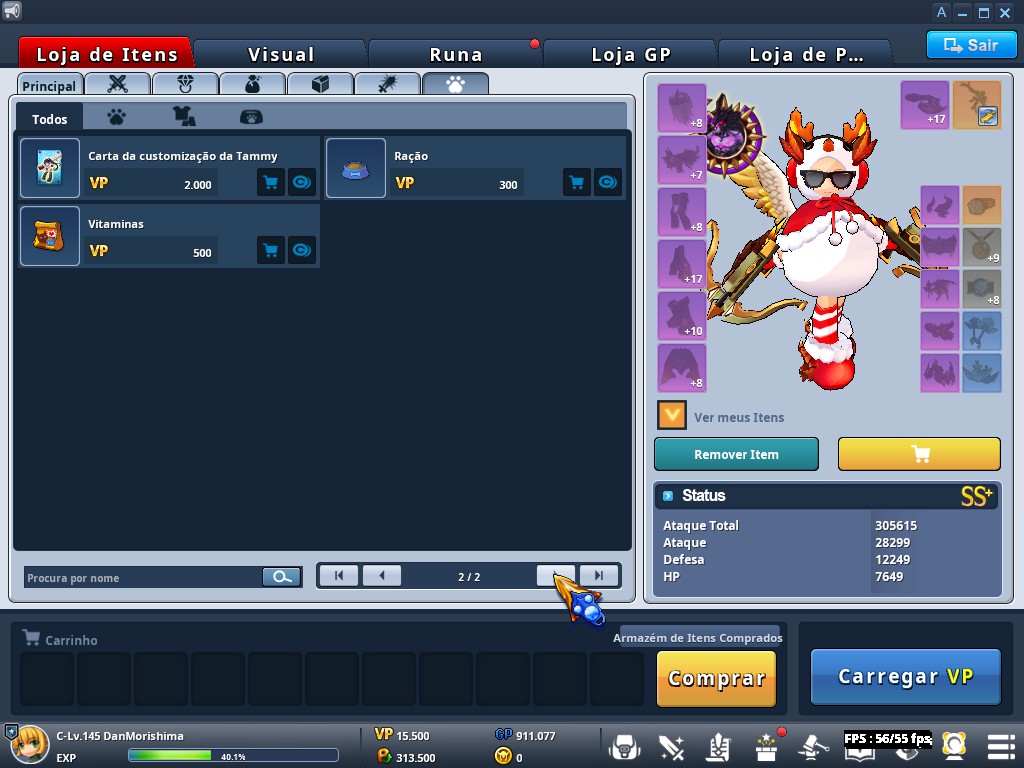 A
Loja de Itens
Visual
Runa
Loja GP
Loja de P...
Sair
Principal
Todos
Carta da customização da Tammy
VP 2.000
Ração
VP 300
Vitaminas
VP 500
+8
+17
+7
+8
+17
+9
+10
+8
+8
Ver meus Itens
Remover Item
Status
SS+
Ataque Total 305615
Ataque 28299
Defesa 12249
HP 7649
Procura por nome
2 / 2
Carrinho
Armazém de Itens Comprados
Comprar
Carregar VP
C-Lv.145 DanMorishima
EXP 40.1%
VP 15.500
GP 911.077
313.500
0
FPS : 56/55 fps